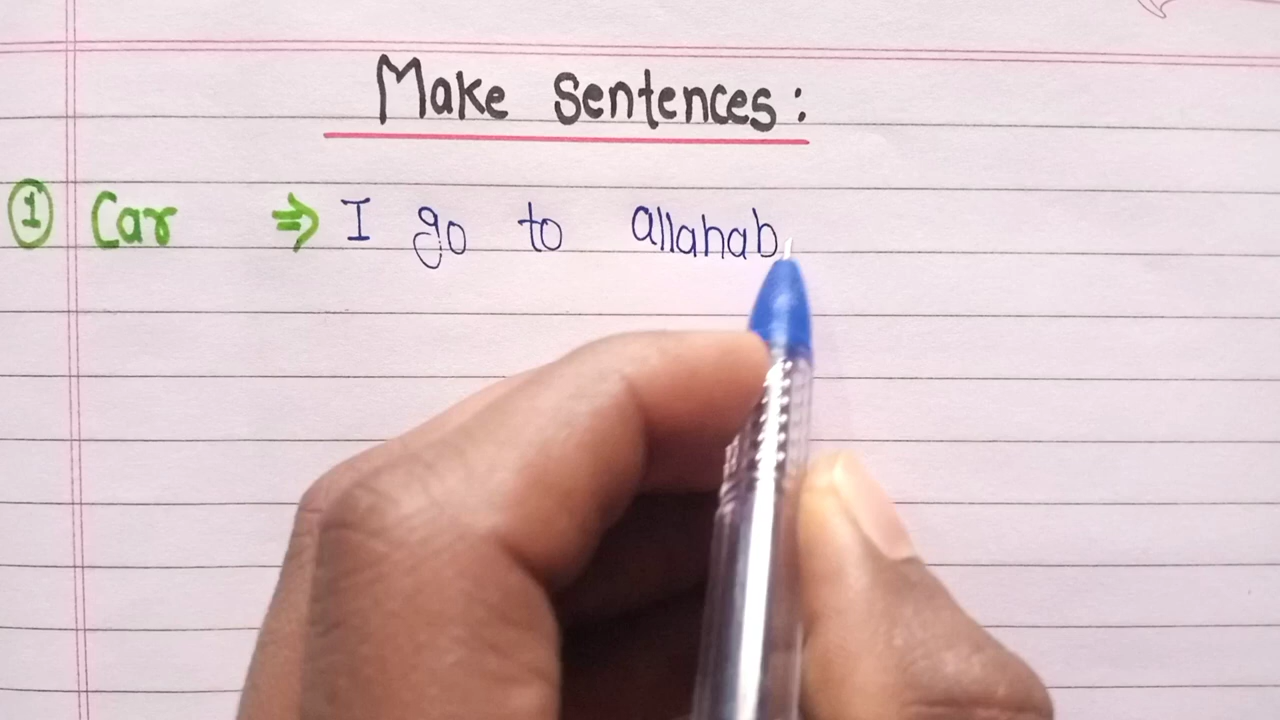 Make Sentences:
① Car ⇒ I go to allahab